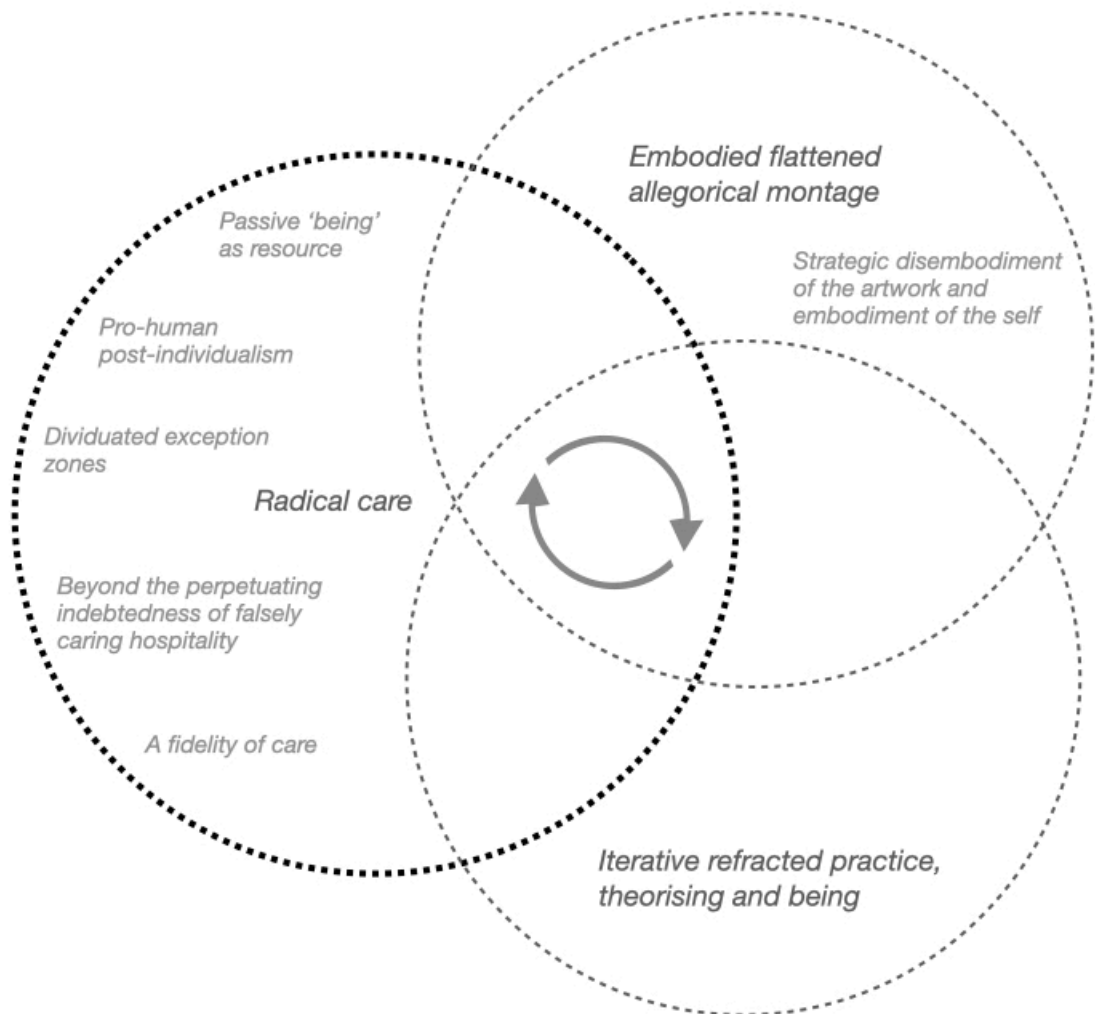 Embodied flattened
allegorical montage
Passive ‘being’
as resource
Strategic disembodiment
of the artwork and
embodiment of the self
Pro-human
post-individualism
Dividuated exception
zones
Radical care
Beyond the perpetuating
indebtedness of falsely
caring hospitality
A fidelity of care
Iterative refracted practice,
theorising and being